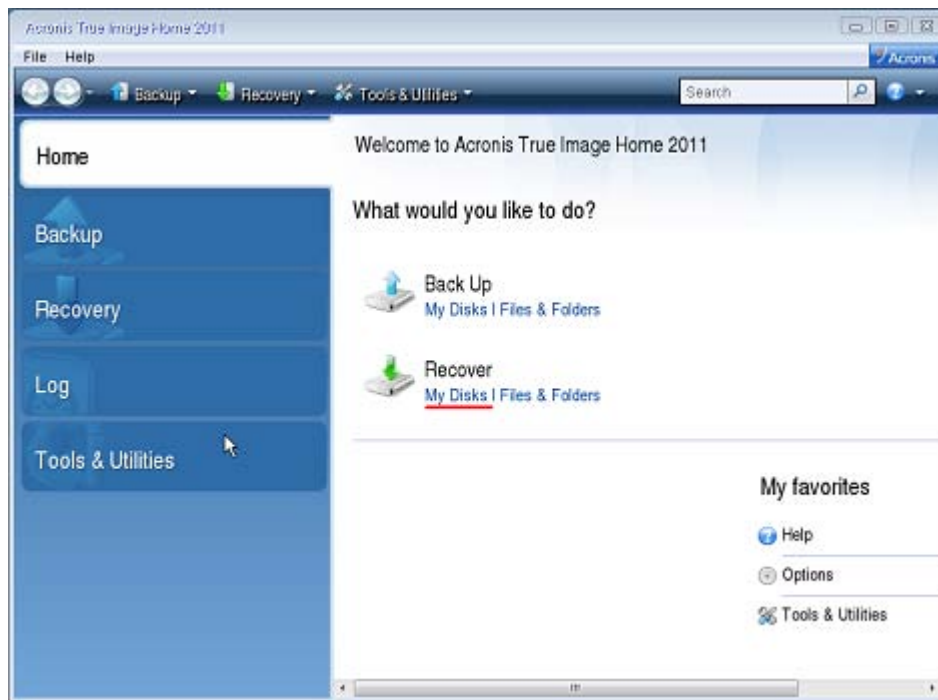 Acronis True Image Home 2011
File Help
Acronis
Backup Recovery Tools & Utilities Search
Home
Backup
Recovery
Log
Tools & Utilities
Welcome to Acronis True Image Home 2011
What would you like to do?
Back Up
My Disks | Files & Folders
Recover
My Disks | Files & Folders
My favorites
Help
Options
Tools & Utilities